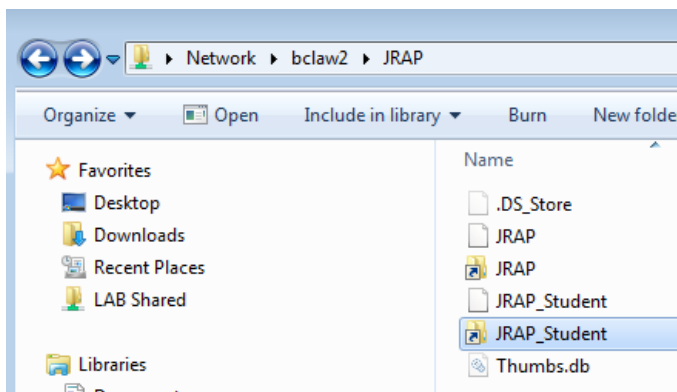 Network bclaw2 JRAP
Organize Open Include in library Burn New folde
Favorites
Desktop
Downloads
Recent Places
LAB Shared
Libraries
Name
.DS_Store
JRAP
JRAP
JRAP_Student
JRAP_Student
Thumbs.db